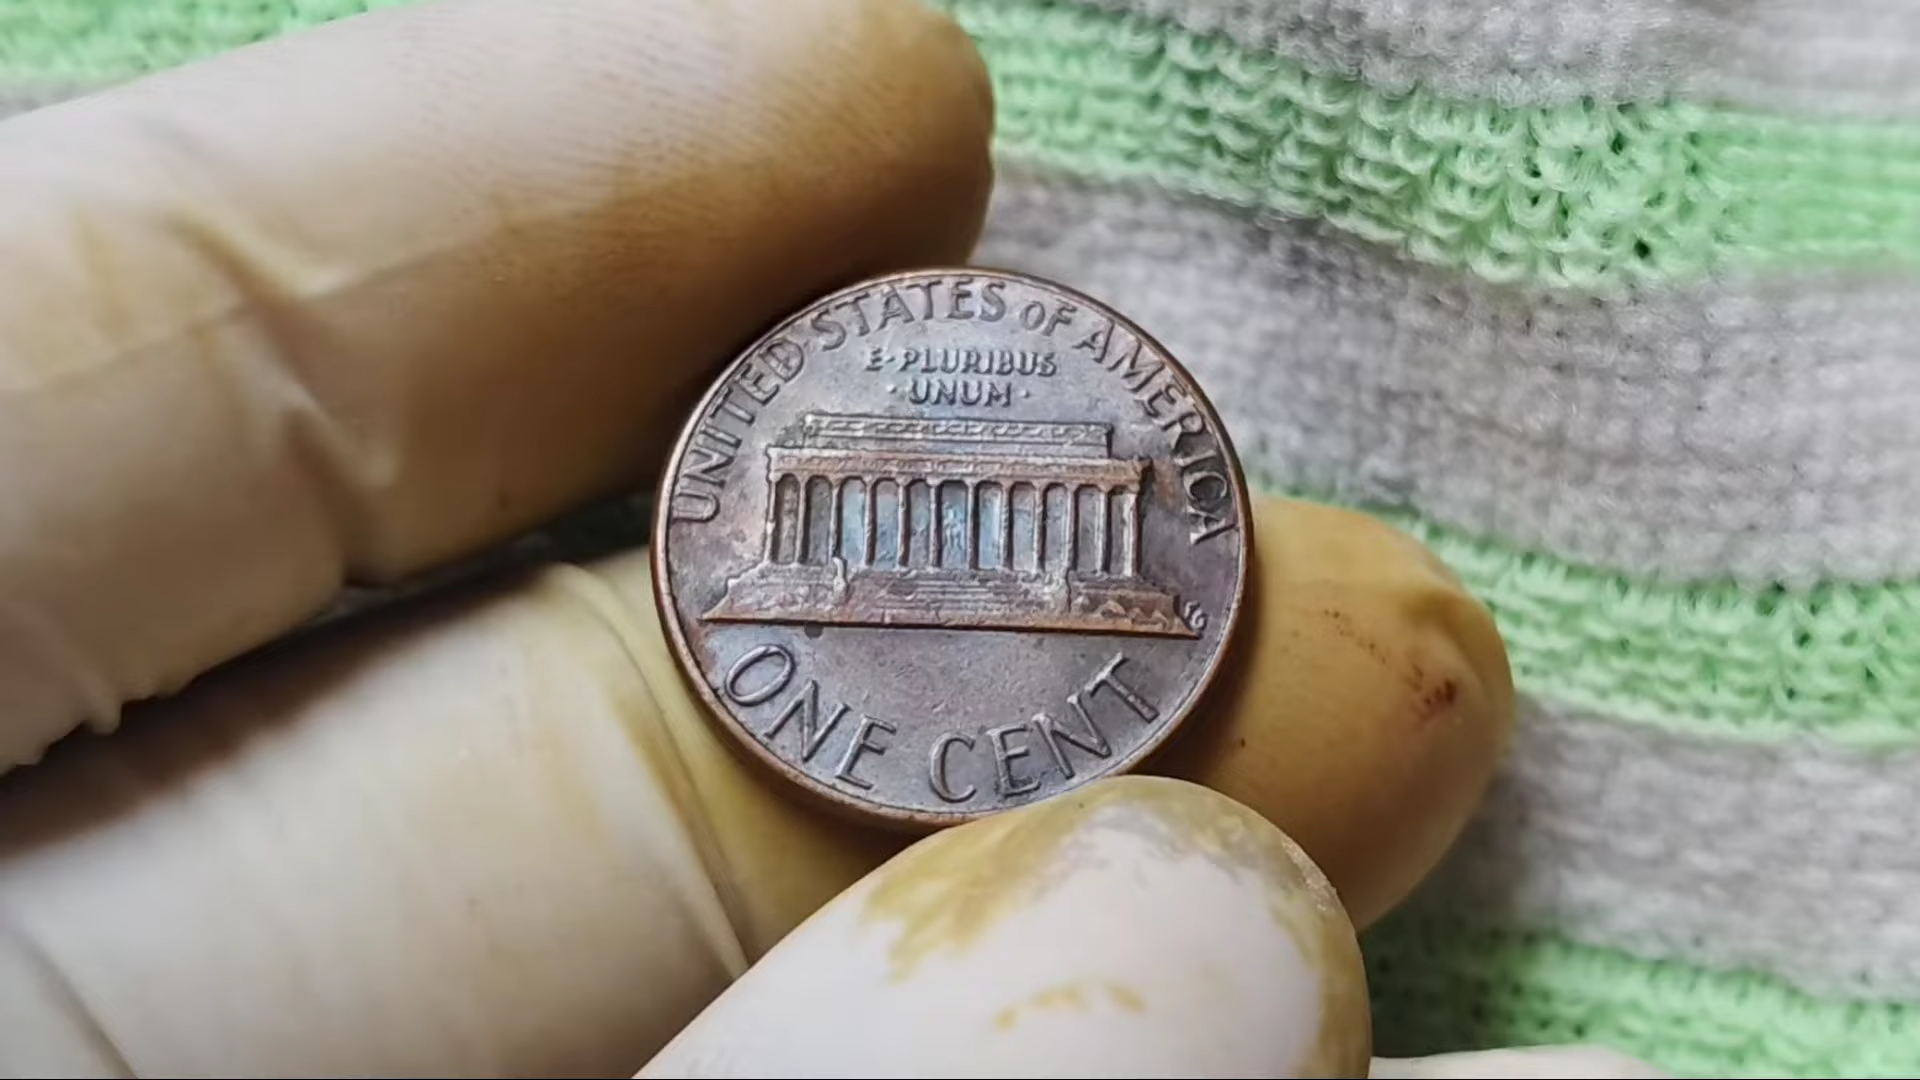 UNITED STATES OF AMERICA
E·PLURIBUS
·UNUM·
FG
ONE CENT